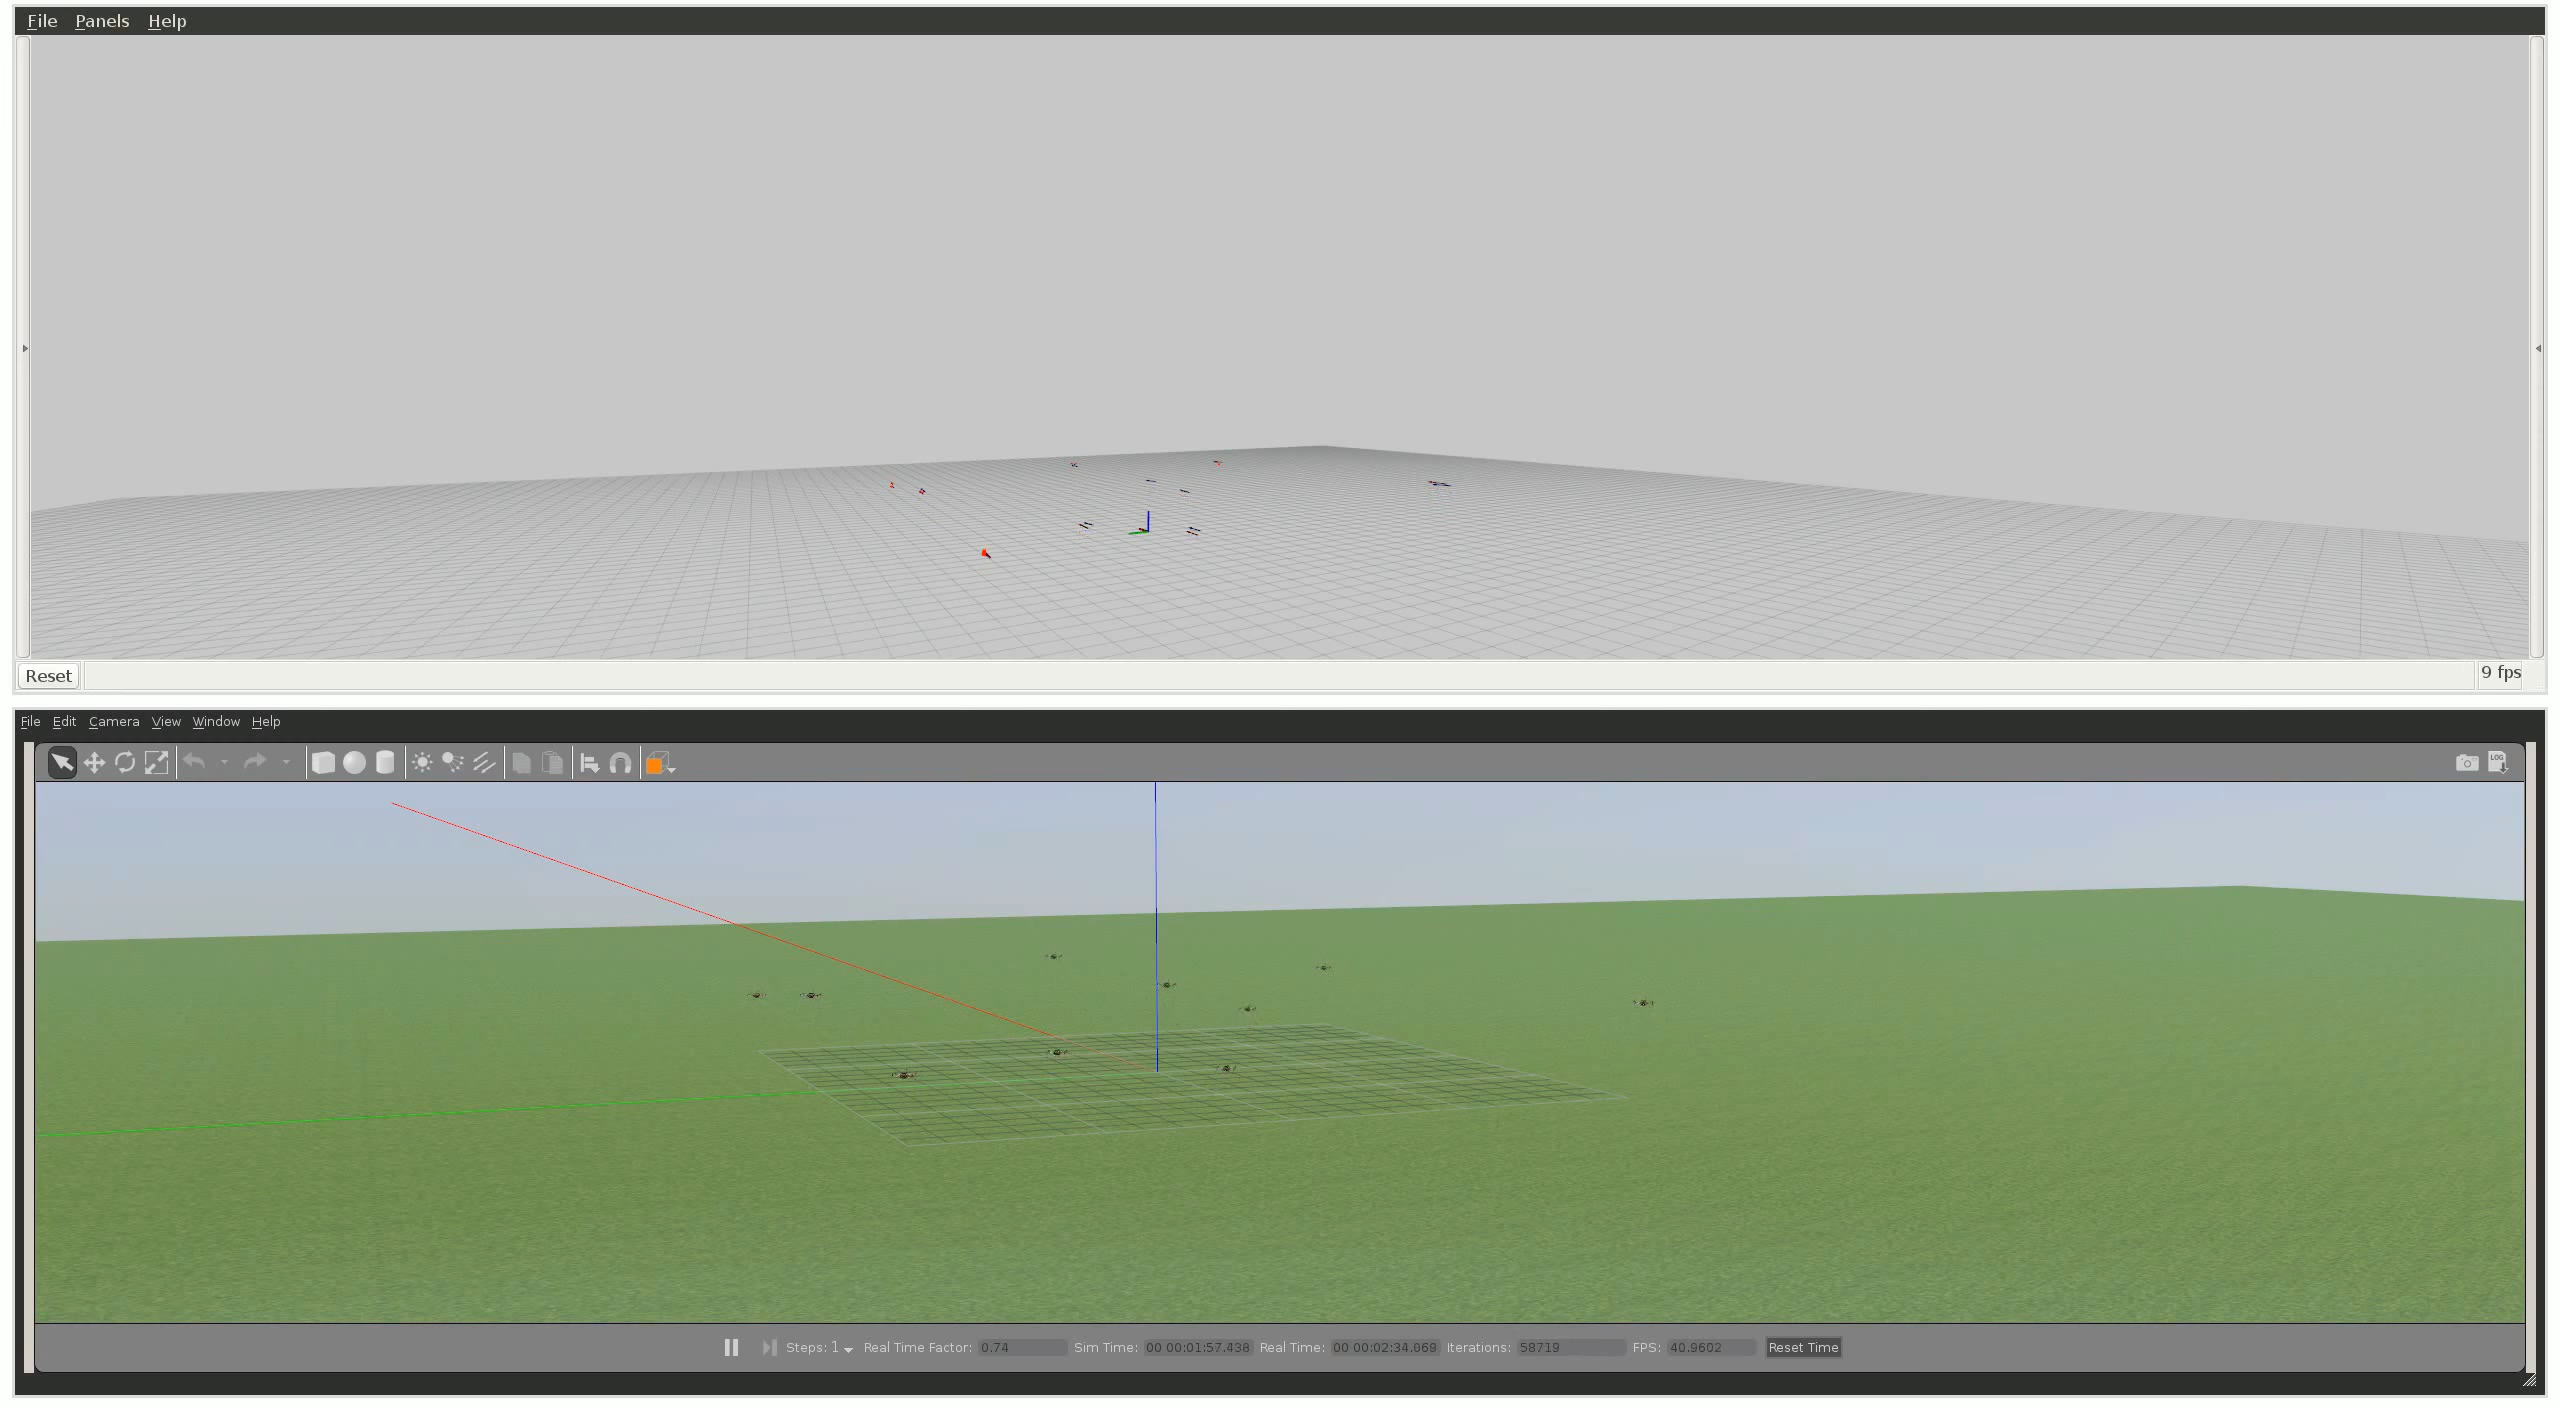 File Panels Help
Reset
9 fps
File Edit Camera View Window Help
LOG
Steps: 1 Real Time Factor: 0.74 Sim Time: 00 00:01:57.438 Real Time: 00 00:02:34.069 Iterations: 58719 FPS: 40.9602 Reset Time